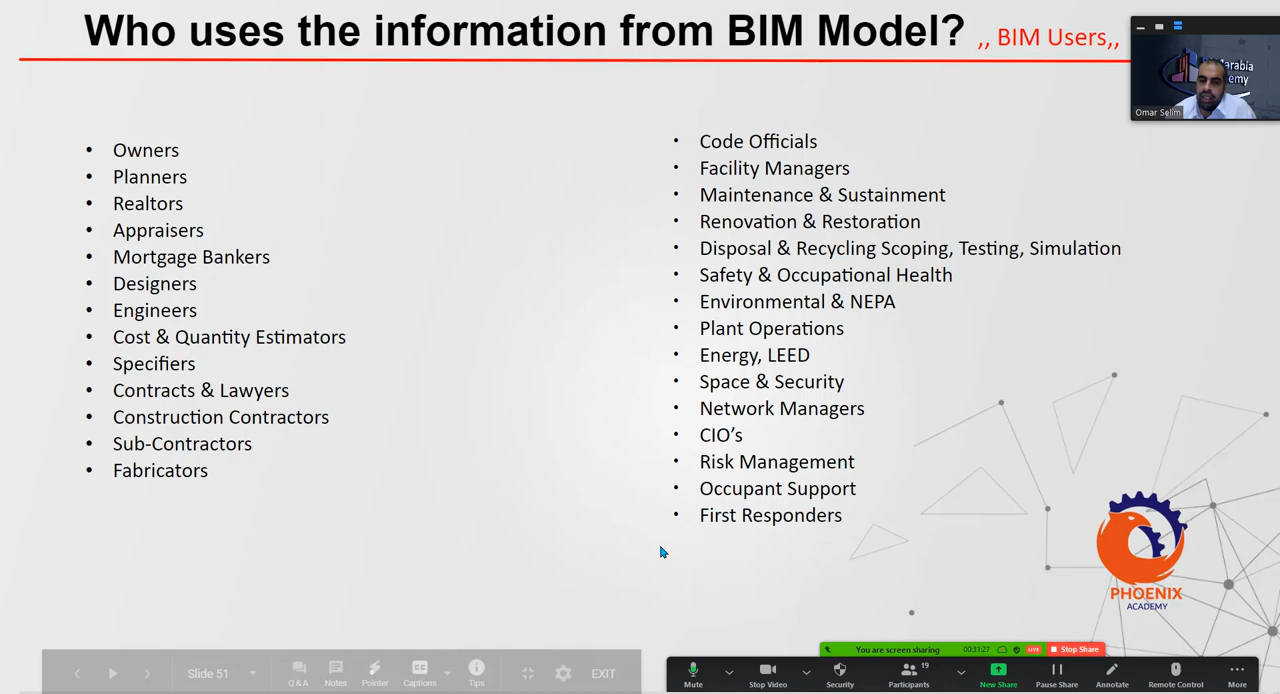 Who uses the information from BIM Model? ,, BIM Users,,
Omar Selim
• Owners
• Planners
• Realtors
• Appraisers
• Mortgage Bankers
• Designers
• Engineers
• Cost & Quantity Estimators
• Specifiers
• Contracts & Lawyers
• Construction Contractors
• Sub-Contractors
• Fabricators
• Code Officials
• Facility Managers
• Maintenance & Sustainment
• Renovation & Restoration
• Disposal & Recycling Scoping, Testing, Simulation
• Safety & Occupational Health
• Environmental & NEPA
• Plant Operations
• Energy, LEED
• Space & Security
• Network Managers
• CIO’s
• Risk Management
• Occupant Support
• First Responders
PHOENIX
ACADEMY
Slide 51
Q & A
Notes
Pointer
CC
Captions
Tips
EXIT
You are screen sharing 00:31:27 LIVE Stop Share
Mute
Stop Video
Security
19
Participants
New Share
Pause Share
Annotate
Remote Control
More